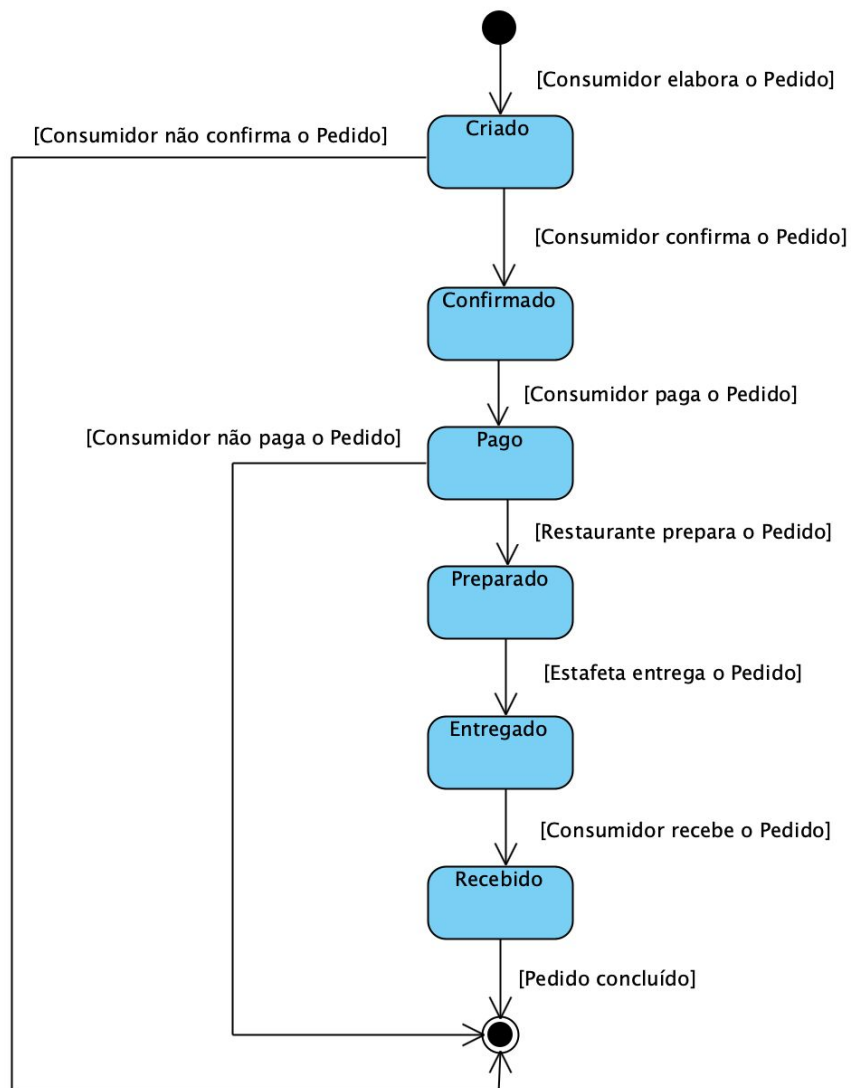 [Consumidor elabora o Pedido]
Criado
[Consumidor não confirma o Pedido]
[Consumidor confirma o Pedido]
Confirmado
[Consumidor paga o Pedido]
Pago
[Consumidor não paga o Pedido]
[Restaurante prepara o Pedido]
Preparado
[Estafeta entrega o Pedido]
Entregado
[Consumidor recebe o Pedido]
Recebido
[Pedido concluído]